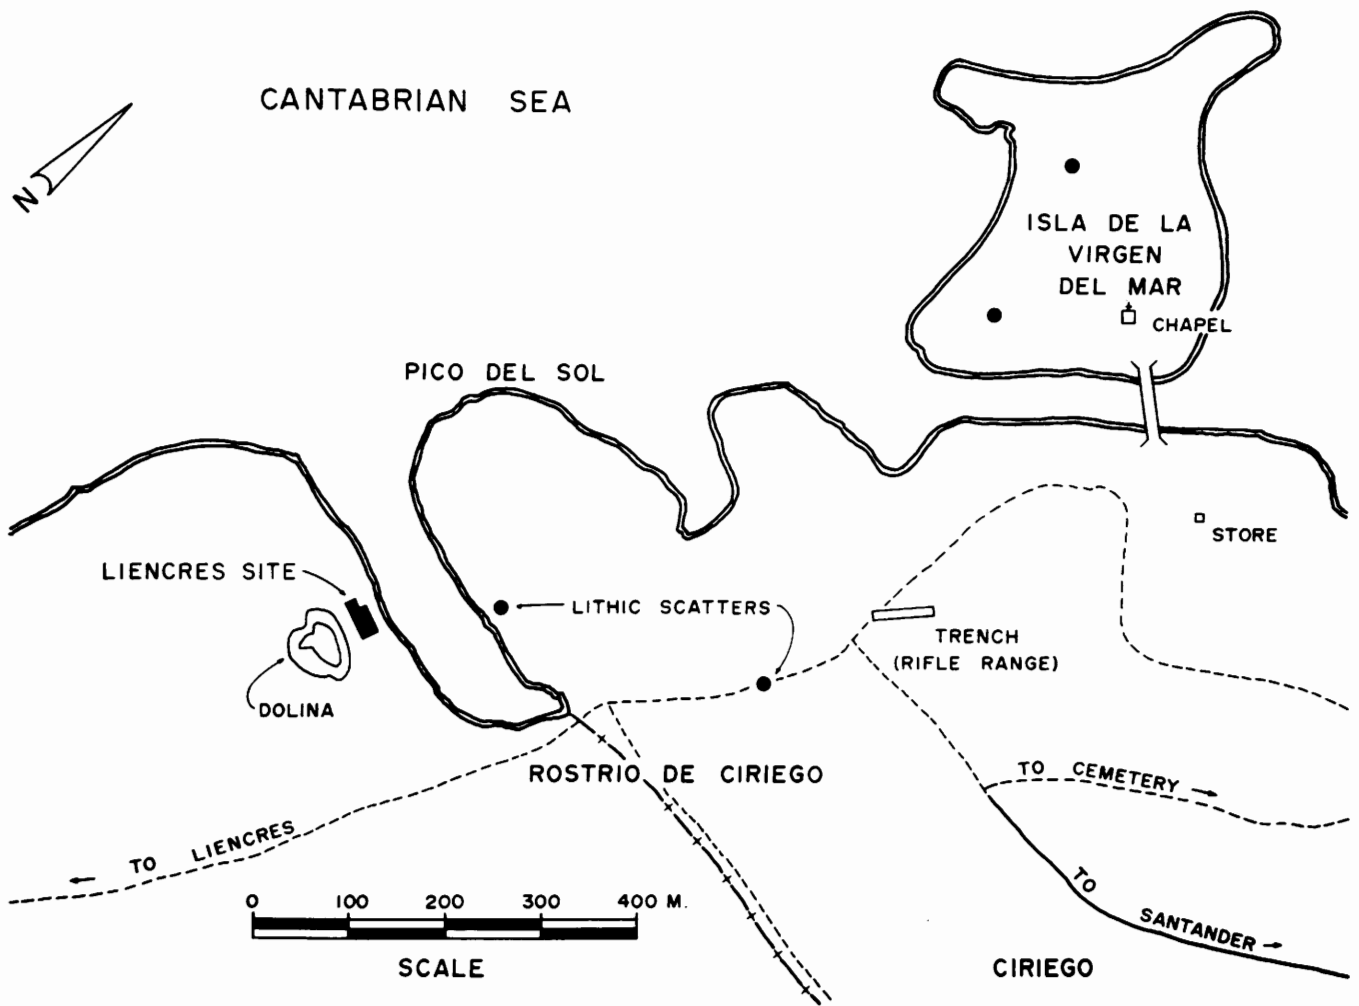 CANTABRIAN SEA
N
ISLA DE LA
VIRGEN
DEL MAR
CHAPEL
PICO DEL SOL
STORE
LIENCRES SITE
LITHIC SCATTERS
TRENCH
(RIFLE RANGE)
DOLINA
ROSTRIO DE CIRIEGO
TO CEMETERY
TO LIENCRES
TO SANTANDER
0 100 200 300 400 M.
SCALE
CIRIEGO